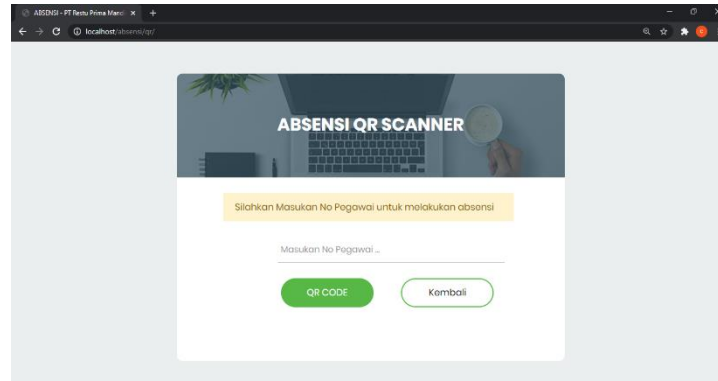 ABSENSI - PT Restu Prima Mandi
localhost/absensi/qr/
ABSENSI QR SCANNER
Silahkan Masukan No Pegawai untuk melakukan absensi
Masukan No Pegawai ...
QR CODE Kembali